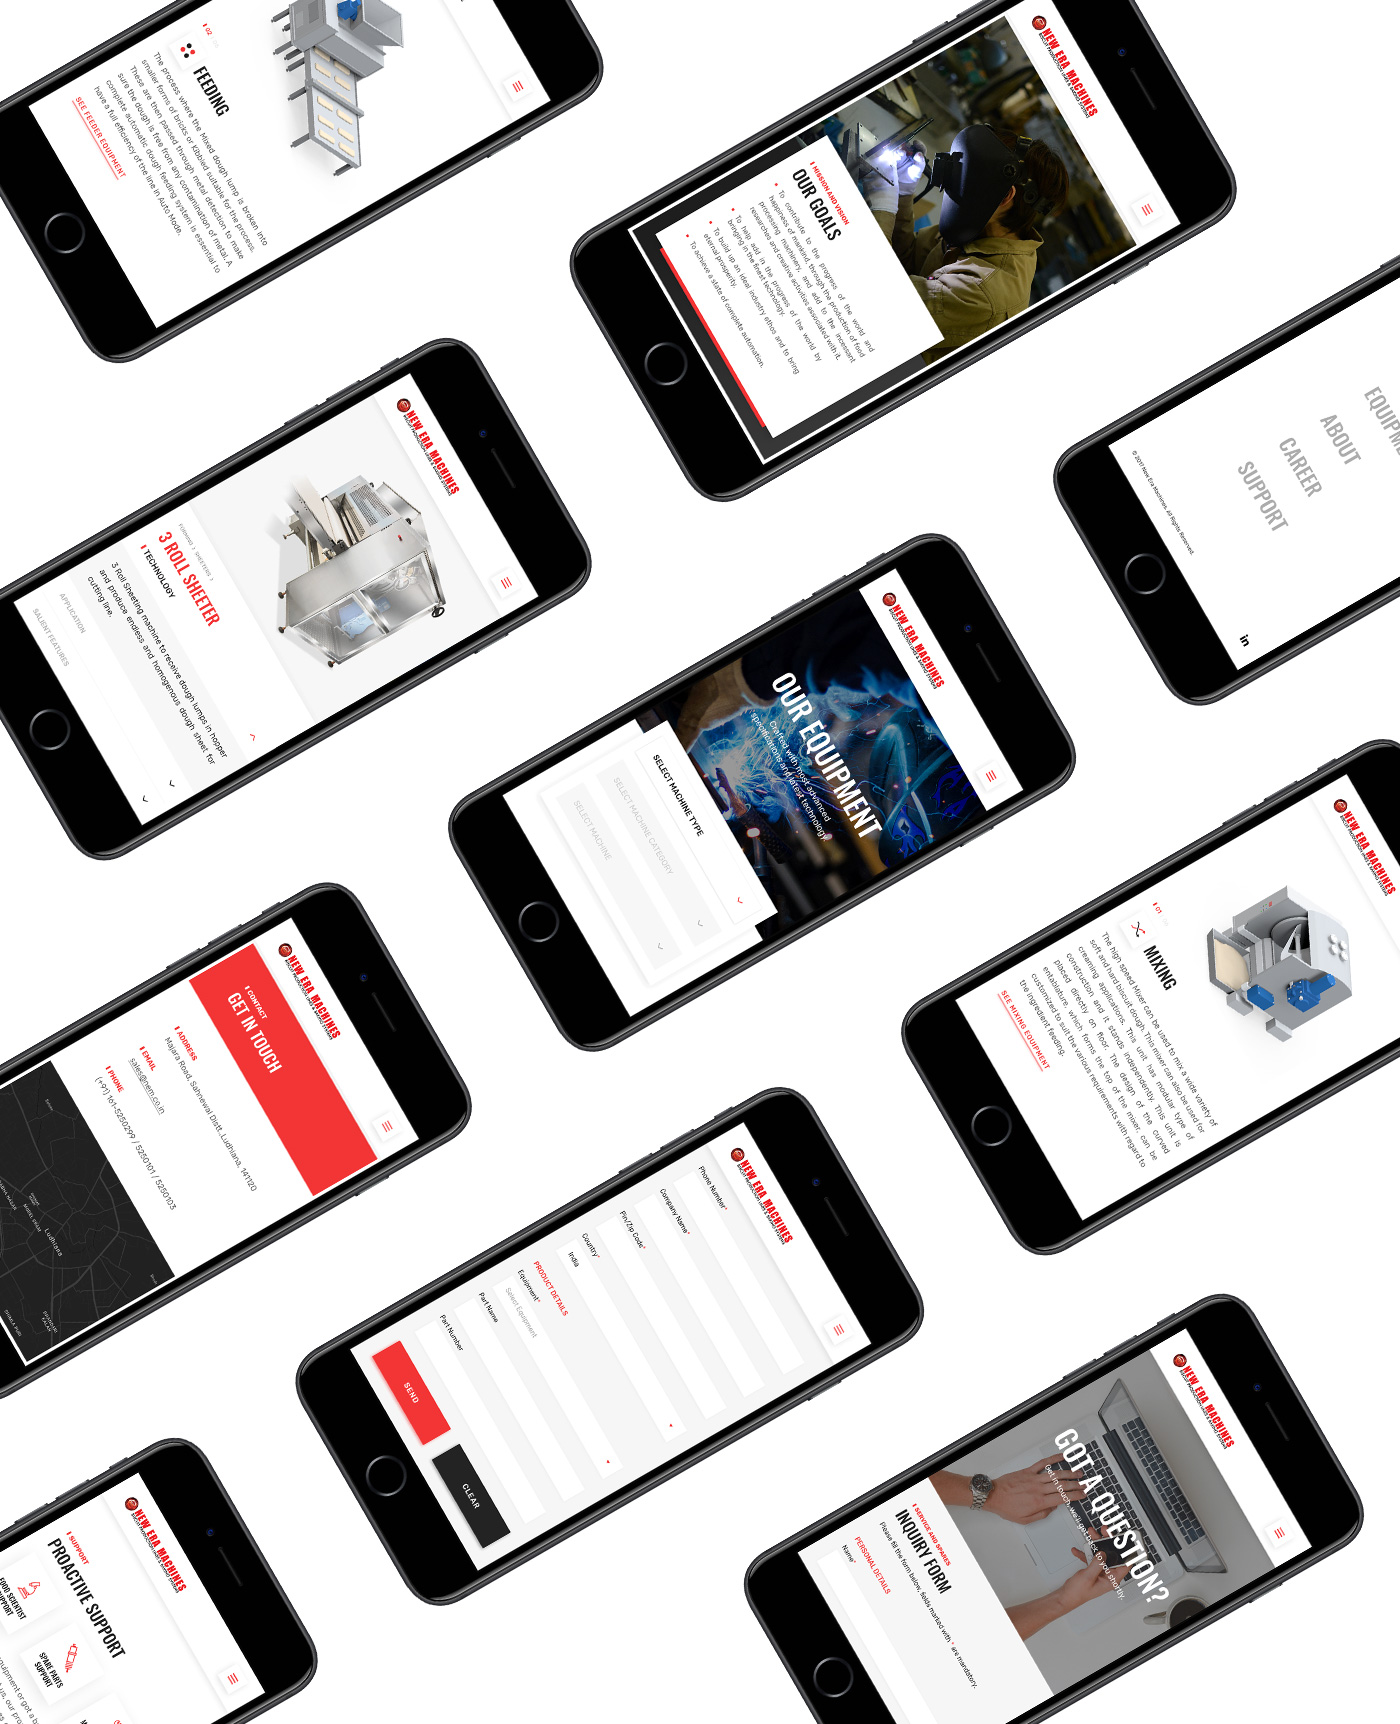 02
FEEDING
The process where the Mixed dough lump is broken into
smaller forms of bricks or Kibbles suitable for the process.
These are then passed through metal detection to make
sure the dough is free from any contamination of metal. A
complete automatic dough feeding system is essential to
have a full efficiency of the line in Auto Mode.
SEE FEEDER EQUIPMENT
NEW ERA MACHINES
MISSION AND VISION
OUR GOALS
To contribute to the progress of the world and
happiness of mankind, through the production of food
processing machinery, and add to the incessant
researches and creative activities associated with it.
To help add in the progress of the world by
bringing in the finest technology.
To build up an ideal industry ethos and to bring
eternal prosperity.
To achieve a state of complete automation.
EQUIPME
ABOUT
CAREER
SUPPORT
© 2017 New Era Machines. All Rights Reserved.
in
NEW ERA MACHINES
FORMING > SHEETERS >
3 ROLL SHEETER
TECHNOLOGY
3 Roll Sheeting machine to receive dough lumps in hopper
and produce endless and homogenous dough sheet for
cutting line.
APPLICATION
SALIENT FEATURES
NEW ERA MACHINES
OUR EQUIPMENT
Crafted with most advanced
specifications and latest technology.
SELECT MACHINE TYPE
SELECT MACHINE CATEGORY
SELECT MACHINE
NEW ERA MACHINES
01
MIXING
The high speed Mixer can be used to mix a wide variety of
soft and hard biscuit dough. This mixer can also be used for
creaming applications. This unit has modular type of
construction and it stands independently. This unit is
placed directly on floor. The design of the curved
entablature, which forms the top of the mixer, can be
customized to suit the various requirements with regard to
the ingredient feeding.
SEE MIXING EQUIPMENT
NEW ERA MACHINES
CONTACT
GET IN TOUCH
ADDRESS
Majara Road, Sahnewal Distt., Ludhiana, 141120
EMAIL
sales@nem.co.in
PHONE
(+91) 161-5250299 / 5250101 / 5250103
Ludhiana
NEW ERA MACHINES
Phone Number*
Company Name*
Pin/Zip Code*
Country*
India
PRODUCT DETAILS
Equipment*
Select Equipment
Part Name
Part Number
SEND
CLEAR
NEW ERA MACHINES
GOT A QUESTION?
Get in touch, we'll get back to you shortly.
SERVICE AND SPARES
INQUIRY FORM
Please fill the form below, fields marked with * are mandatory.
PERSONAL DETAILS
Name*
NEW ERA MACHINES
SUPPORT
PROACTIVE SUPPORT
FOOD SCIENTIST
SUPPORT
SPARE PARTS
SUPPORT